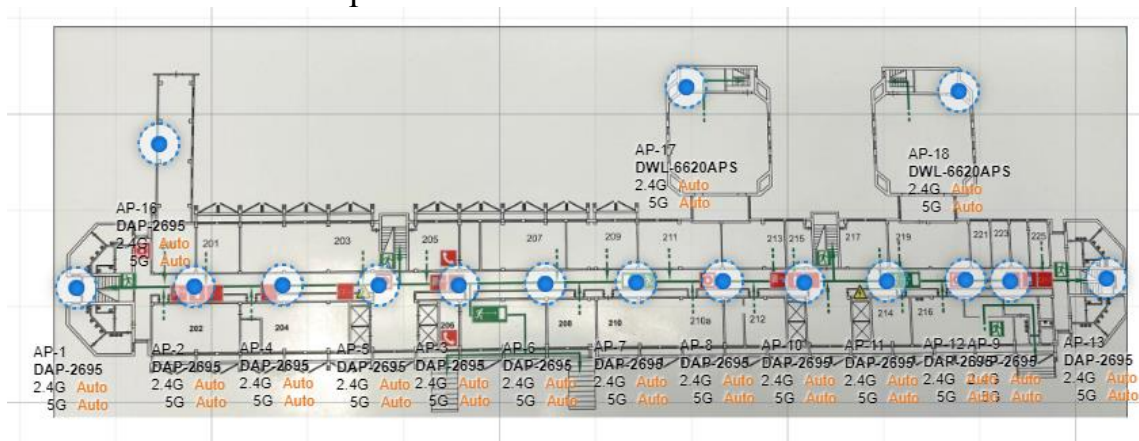 AP-17
DWL-6620APS
2.4G Auto
5G Auto
AP-18
DWL-6620APS
2.4G Auto
5G Auto
AP-16
DAP-2695
2.4G Auto
5G Auto
201
203
205
207
209
211
213
215
217
219
221
223
225
202
204
206
208
210
210a
212
214
216
AP-1
DAP-2695
2.4G Auto
5G Auto
AP-2
DAP-2695
2.4G Auto
5G Auto
AP-4
DAP-2695
2.4G Auto
5G Auto
AP-5
DAP-2695
2.4G Auto
5G Auto
AP-3
DAP-2695
2.4G Auto
5G Auto
AP-6
DAP-2695
2.4G Auto
5G Auto
AP-7
DAP-2695
2.4G Auto
5G Auto
AP-8
DAP-2695
2.4G Auto
5G Auto
AP-10
DAP-2695
2.4G Auto
5G Auto
AP-11
DAP-2695
2.4G Auto
5G Auto
AP-12
DAP-2695
2.4G Auto
5G Auto
AP-9
DAP-2695
2.4G Auto
5G Auto
AP-13
DAP-2695
2.4G Auto
5G Auto